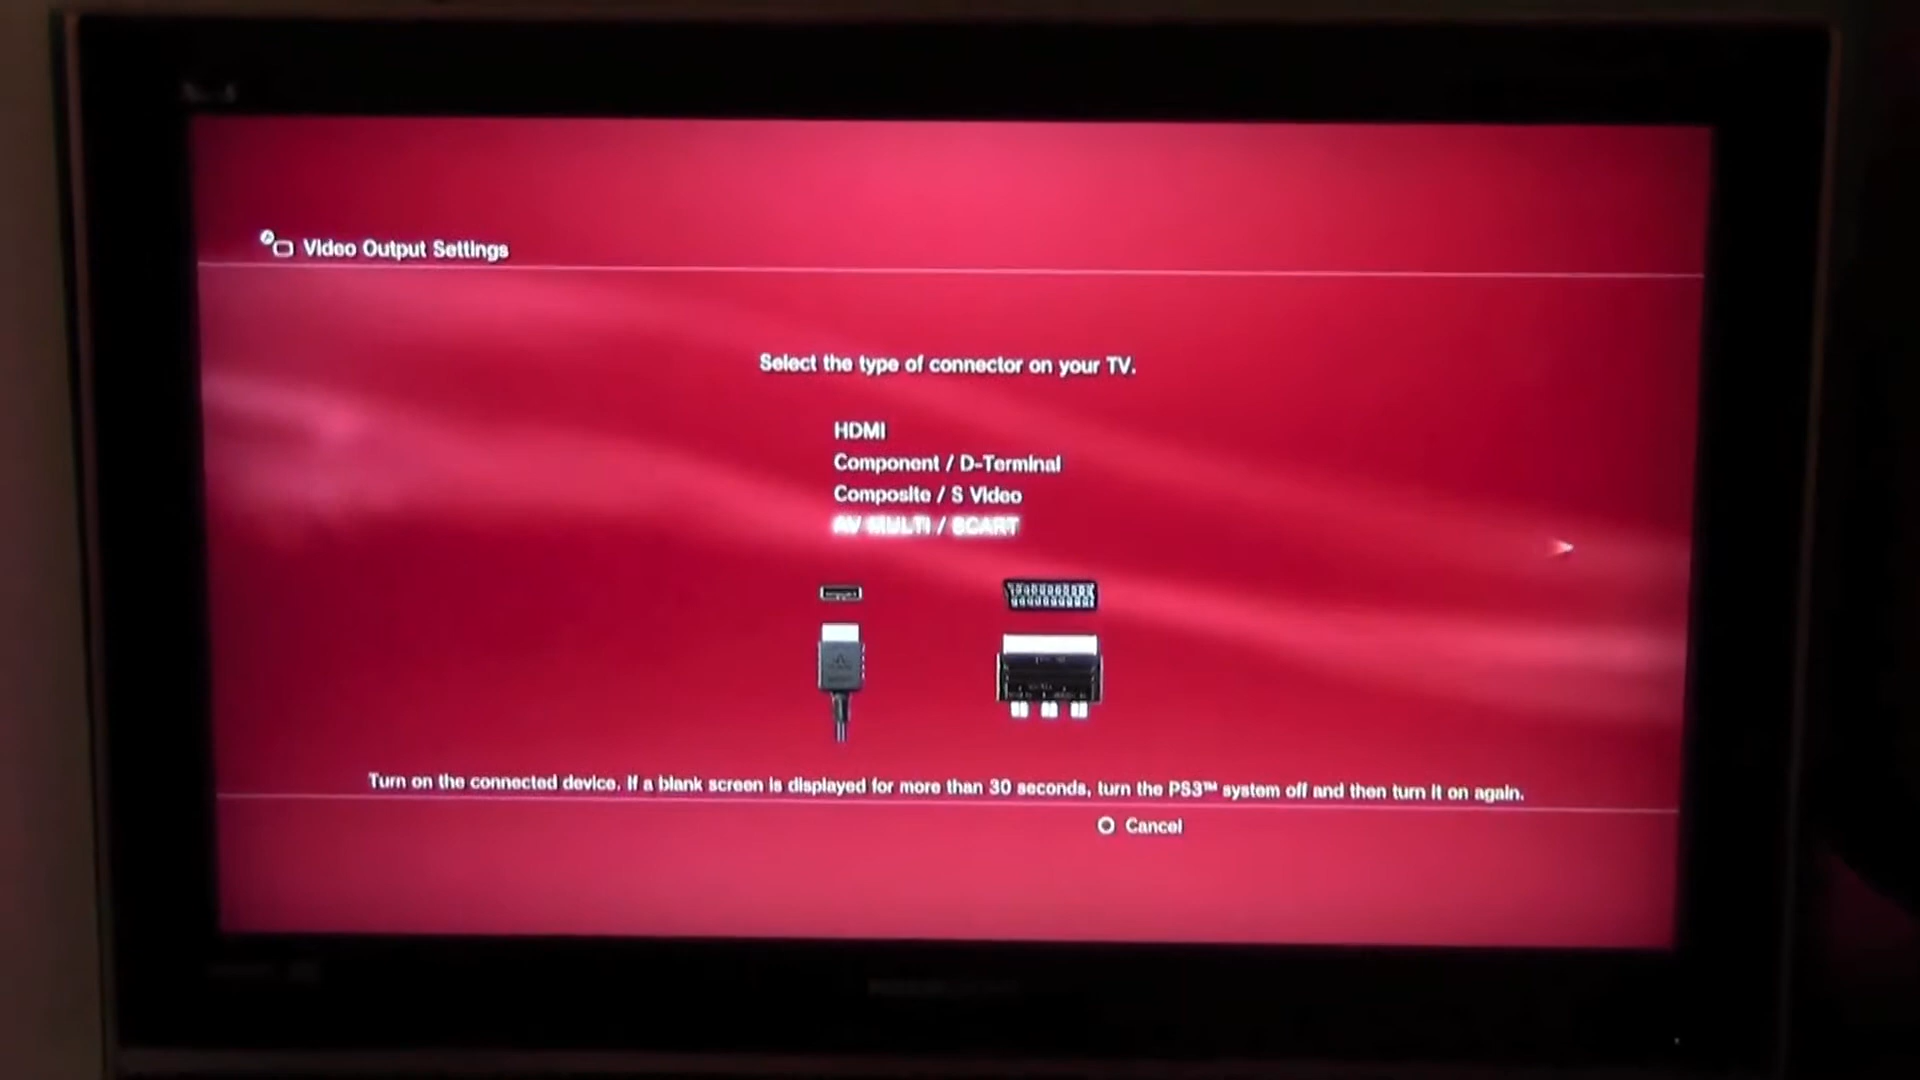 Video Output Settings
Select the type of connector on your TV.
HDMI
Component / D-Terminal
Composite / S Video
AV MULTI / SCART
Turn on the connected device. If a blank screen is displayed for more than 30 seconds, turn the PS3™ system off and then turn it on again.
Cancel